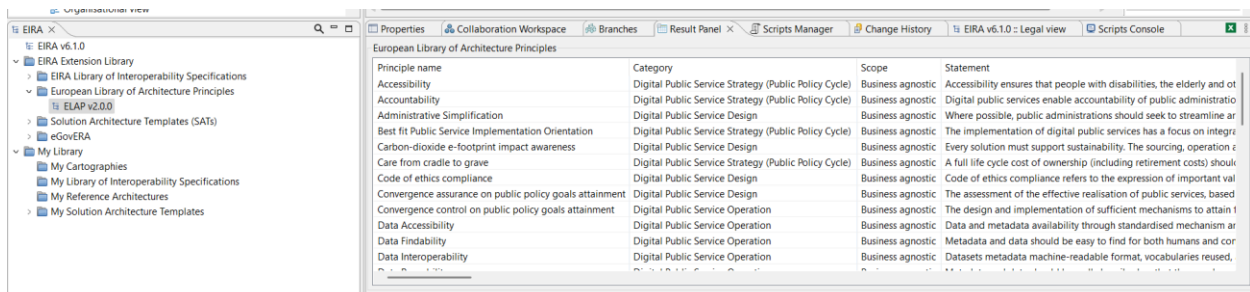 Organisational view
EIRA
EIRA v6.1.0
EIRA Extension Library
EIRA Library of Interoperability Specifications
European Library of Architecture Principles
ELAP v2.0.0
Solution Architecture Templates (SATs)
eGovERA
My Library
My Cartographies
My Library of Interoperability Specifications
My Reference Architectures
My Solution Architecture Templates
Properties Collaboration Workspace Branches Result Panel Scripts Manager Change History EIRA v6.1.0 :: Legal view Scripts Console
European Library of Architecture Principles
Principle name Category Scope Statement
Accessibility Digital Public Service Strategy (Public Policy Cycle) Business agnostic Accessibility ensures that people with disabilities, the elderly and ot
Accountability Digital Public Service Strategy (Public Policy Cycle) Business agnostic Digital public services enable accountability of public administratio
Administrative Simplification Digital Public Service Design Business agnostic Where possible, public administrations should seek to streamline ar
Best fit Public Service Implementation Orientation Digital Public Service Strategy (Public Policy Cycle) Business agnostic The implementation of digital public services has a focus on integra
Carbon-dioxide e-footprint impact awareness Digital Public Service Design Business agnostic Every solution must support sustainability. The sourcing, operation a
Care from cradle to grave Digital Public Service Strategy (Public Policy Cycle) Business agnostic A full life cycle cost of ownership (including retirement costs) shoul
Code of ethics compliance Digital Public Service Design Business agnostic Code of ethics compliance refers to the expression of important val
Convergence assurance on public policy goals attainment Digital Public Service Design Business agnostic The assessment of the effective realisation of public services, based
Convergence control on public policy goals attainment Digital Public Service Operation Business agnostic The design and implementation of sufficient mechanisms to attain
Data Accessibility Digital Public Service Operation Business agnostic Data and metadata availability through standardised mechanism ar
Data Findability Digital Public Service Operation Business agnostic Metadata and data should be easy to find for both humans and
Data Interoperability Digital Public Service Operation Business agnostic Datasets metadata machine-readable format, vocabularies reused,